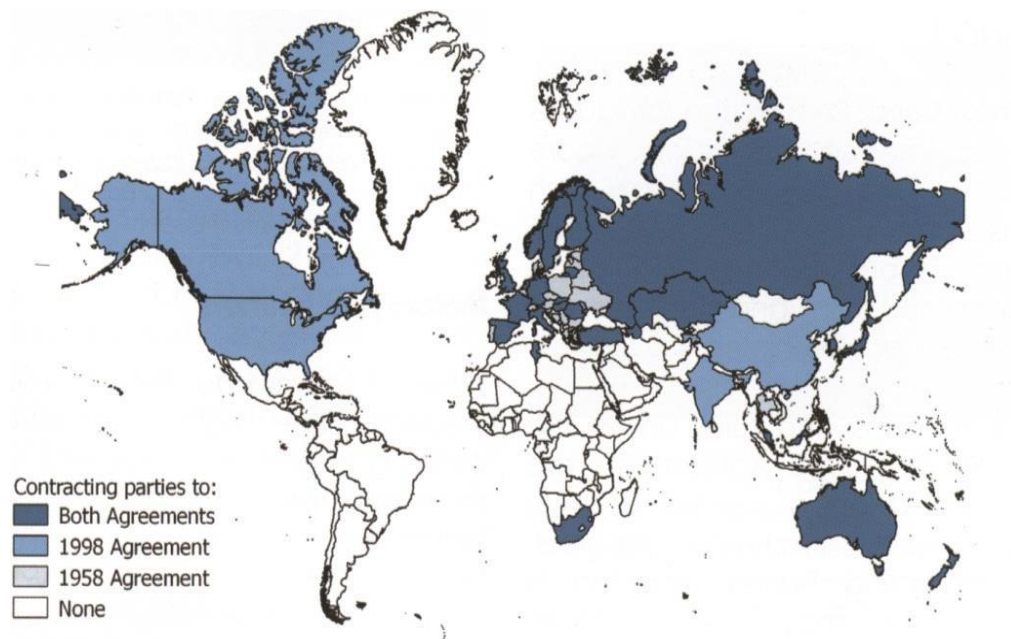 Contracting parties to:
Both Agreements
1998 Agreement
1958 Agreement
None